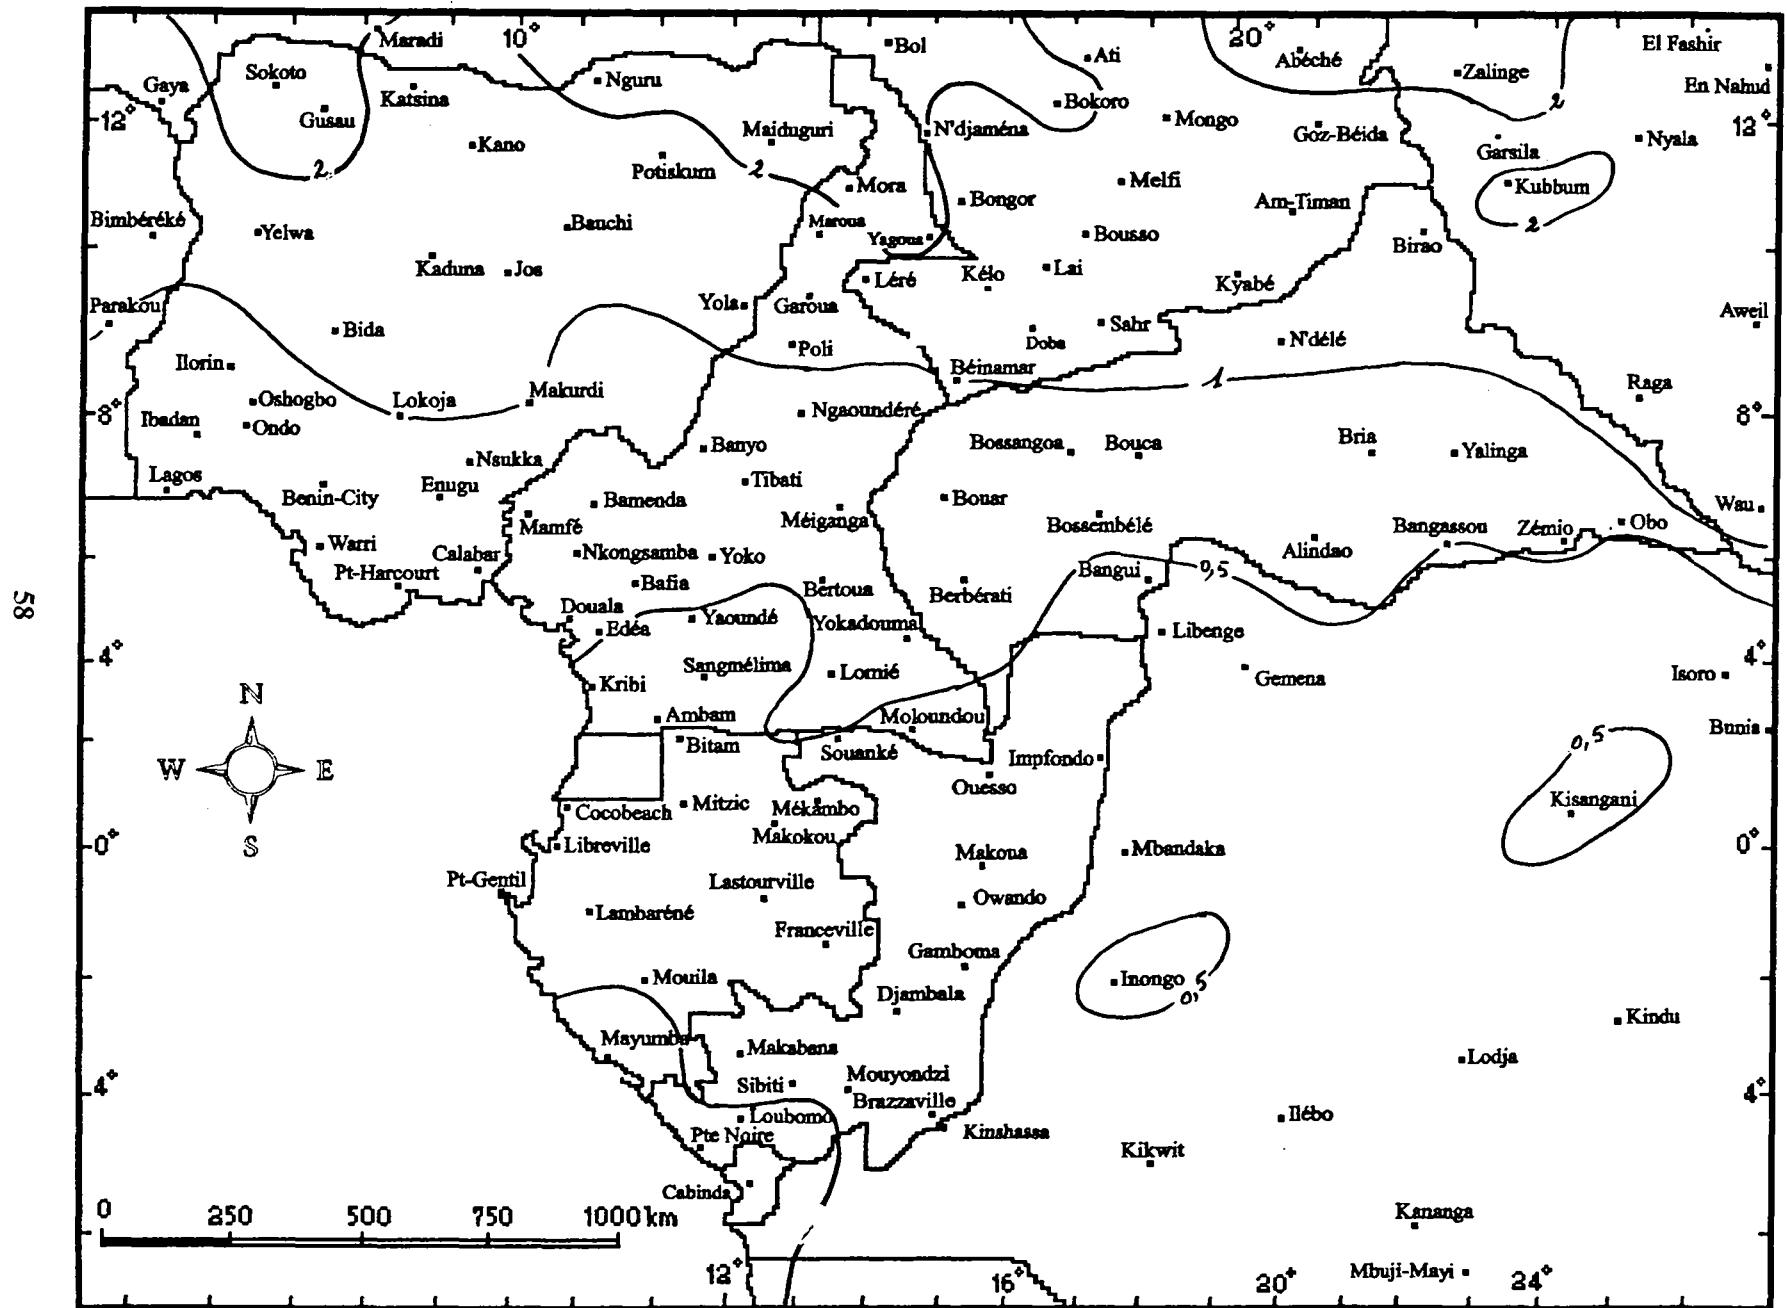 Maradi
10°
Bol
Ati
20°
Abéché
El Fashir
Gaya
Sokoto
Nguru
Zalinge
En Nahud
Katsina
Bokoro
2
12°
Gusau
Maiduguri
N'djaména
Mongo
Goz-Béida
12°
Kano
Nyala
Garsila
2
Potiskum
2
Mora
Melfi
Kubbum
Bimbéréké
Yelwa
Bauchi
Maroua
Bongor
Am-Timan
2
Yagoua
Bousso
Birao
Kaduna
Jos
Léré
Kélo
Lai
Kyabé
Parakou
Yola
Garoua
Aweil
Bida
Sahr
Poli
Doba
N'délé
Ilorin
Béinamar
1
Makurdi
Raga
Oshogbo
Lokoja
8°
Ibadan
Ondo
Ngaoundéré
8°
Banyo
Bossangoa
Bouca
Bria
Yalinga
Nsukka
Lagos
Benin-City
Enugu
Tibati
Bamenda
Bouar
Wau
Mamfé
Méiganga
Bossembélé
Bangassou
Zémio
Obo
Warri
Calabar
Nkongsamba
Yoko
Alindao
Pt-Harcourt
Bafia
Bertoua
Berbérati
Bangui
0,5
58
Douala
Edéa
Yaoundé
Yokadouma
Libenge
4°
Sangmélima
Lomié
Gemena
Isoro
4°
Kribi
N
Ambam
Moloundou
Bunia
Bitam
Souanké
Impfondo
0,5
W
E
Ouesso
Cocobeach
Mitzic
Mékambo
Kisangani
Makokou
S
0°
Libreville
Makoua
Mbandaka
0°
Pt-Gentil
Lastourville
Owando
Lambaréné
Franceville
Gamboma
Mouila
Inongo
0,5
Djambala
Kindu
Mayumba
Makabana
Lodja
Sibiti
Mouyondzi
4°
Brazzaville
4°
Loubomo
Ilébo
Pte Noire
Kinshassa
Kikwit
Cabinda
0
250
500
750
1000 km
Kananga
12°
16°
20°
24°
Mbuji-Mayi